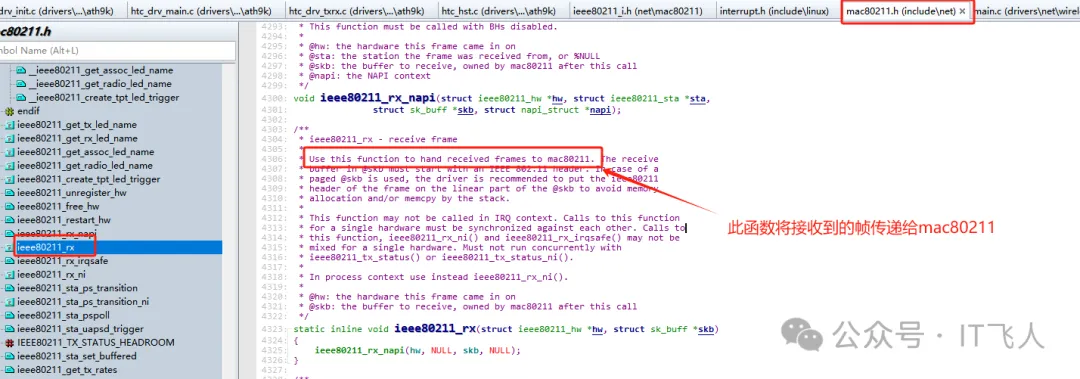 drv_init.c (drivers\...\ath9k)
htc_drv_main.c (drivers\...\ath9k)
htc_drv_txrx.c (drivers\...\ath9k)
htc_hst.c (drivers\...\ath9k)
ieee80211_i.h (net\mac80211)
interrupt.h (include\linux)
mac80211.h (include\net) ×
main.c (drivers\net\wirel
c80211.h
mbol Name (Alt+L)
__ieee80211_get_assoc_led_name
__ieee80211_get_radio_led_name
__ieee80211_create_tpt_led_trigger
endif
ieee80211_get_tx_led_name
ieee80211_get_rx_led_name
ieee80211_get_assoc_led_name
ieee80211_get_radio_led_name
ieee80211_create_tpt_led_trigger
ieee80211_unregister_hw
ieee80211_free_hw
ieee80211_restart_hw
ieee80211_rx_napi
ieee80211_rx
ieee80211_rx_irqsafe
ieee80211_rx_ni
ieee80211_sta_ps_transition
ieee80211_sta_ps_transition_ni
ieee80211_sta_pspoll
ieee80211_sta_uapsd_trigger
IEEE80211_TX_STATUS_HEADROOM
ieee80211_sta_set_buffered
ieee80211_get_tx_rates
4293: * This function must be called with BHs disabled.
4294: *
4295: * @hw: the hardware this frame came in on
4296: * @sta: the station the frame was received from, or %NULL
4297: * @skb: the buffer to receive, owned by mac80211 after this call
4298: * @napi: the NAPI context
4299: */
4300: void ieee80211_rx_napi(struct ieee80211_hw *hw, struct ieee80211_sta *sta,
4301: struct sk_buff *skb, struct napi_struct *napi);
4302:
4303: /**
4304: * ieee80211_rx - receive frame
4305: *
4306: * Use this function to hand received frames to mac80211. The receive
4307: * buffer in @skb must start with an IEEE 802.11 header. In case of a
4308: * paged @skb is used, the driver is recommended to put the ieee80211
4309: * header of the frame on the linear part of the @skb to avoid memory
4310: * allocation and/or memcpy by the stack.
4311: *
4312: * This function may not be called in IRQ context. Calls to this function
4313: * for a single hardware must be synchronized against each other. Calls to
4314: * this function, ieee80211_rx_ni() and ieee80211_rx_irqsafe() may not be
4315: * mixed for a single hardware. Must not run concurrently with
4316: * ieee80211_tx_status() or ieee80211_tx_status_ni().
4317: *
4318: * In process context use instead ieee80211_rx_ni().
4319: *
4320: * @hw: the hardware this frame came in on
4321: * @skb: the buffer to receive, owned by mac80211 after this call
4322: */
4323: static inline void ieee80211_rx(struct ieee80211_hw *hw, struct sk_buff *skb)
4324: {
4325: ieee80211_rx_napi(hw, NULL, skb, NULL);
4326: }
4327:
4328: /**
此函数将接收到的帧传递给mac80211
公众号 · IT飞人